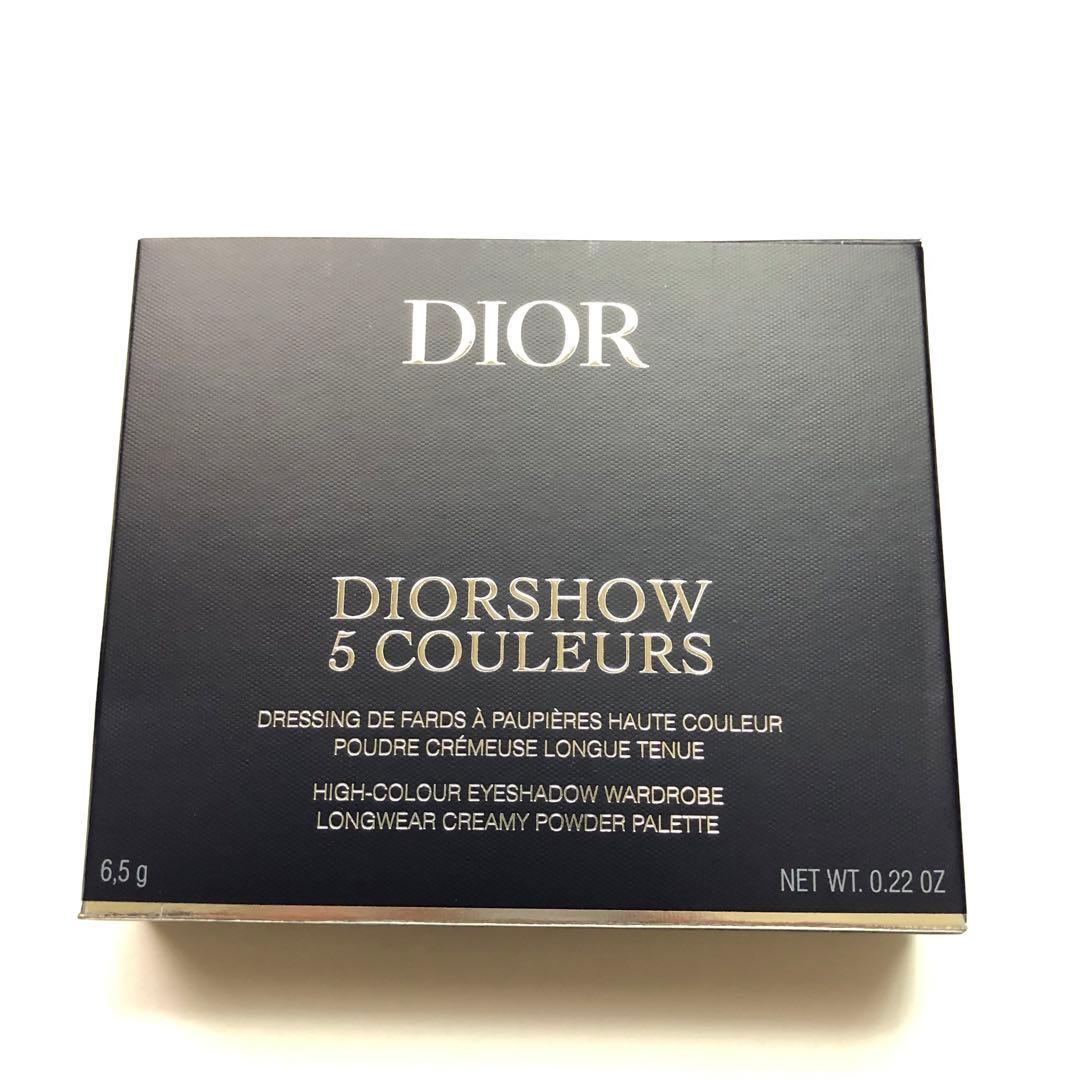 DIOR
DIORSHOW
5 COULEURS
DRESSING DE FARDS À PAUPIÈRES HAUTE COULEUR
POUDRE CRÉMEUSE LONGUE TENUE
HIGH-COLOUR EYESHADOW WARDROBE
LONGWEAR CREAMY POWDER PALETTE
6,5 g
NET WT. 0.22 OZ